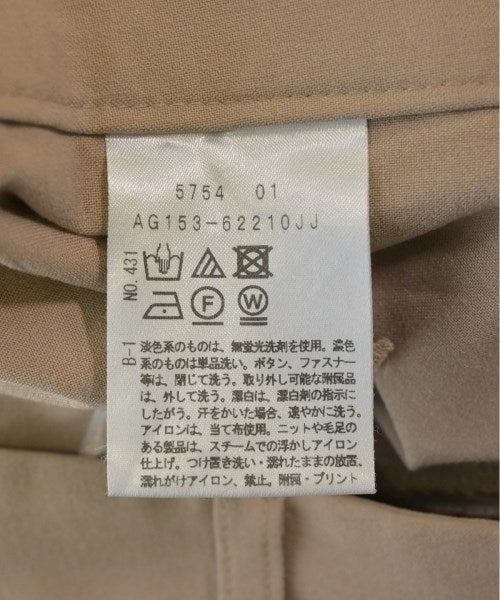 5754 01
AG153-62210JJ
NO.431
F
W
B-1
淡色系のものは、無蛍光洗剤を使用。濃色
系のものは単品洗い。ボタン、ファスナー
等は、閉じて洗う。取り外し可能な附属品
は、外して洗う。漂白は、漂白剤の指示に
したがう。汗をかいた場合、速やかに洗う。
アイロンは、当て布使用。ニットや毛足の
ある製品は、スチームでの浮かしアイロン
仕上げ。つけ置き洗い・濡れたままの放置、
濡れがけアイロン、禁止。附属・プリント